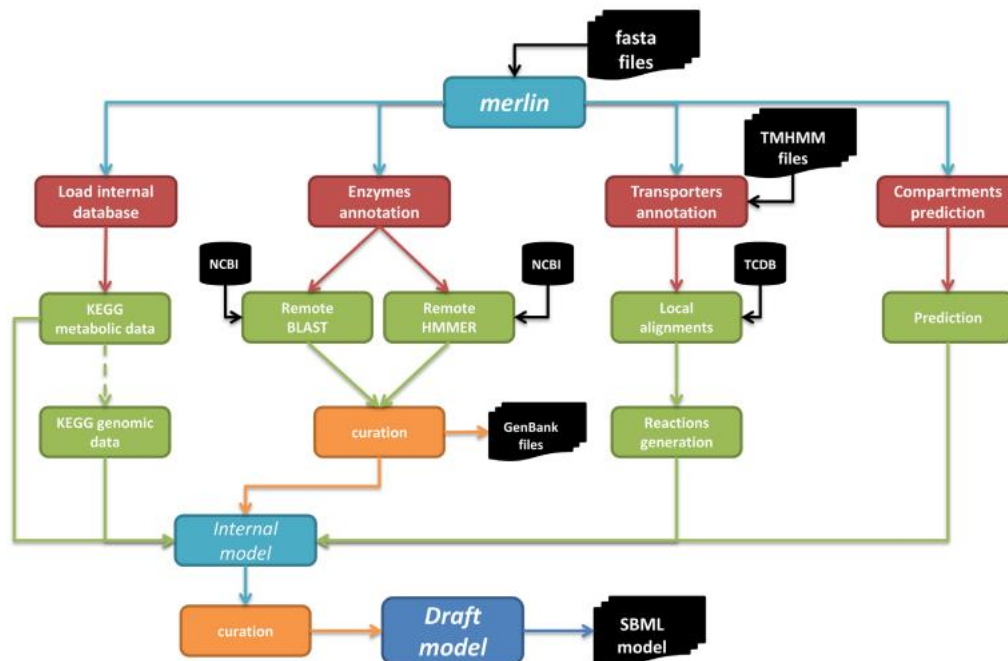 fasta
files
merlin
TMHMM
files
Load internal
database
Enzymes
annotation
Transporters
annotation
Compartments
prediction
NCBI
NCBI
TCDB
KEGG
metabolic data
Remote
BLAST
Remote
HMMER
Local
alignments
Prediction
KEGG genomic
data
curation
GenBank
files
Reactions
generation
Internal
model
curation
Draft
model
SBML
model